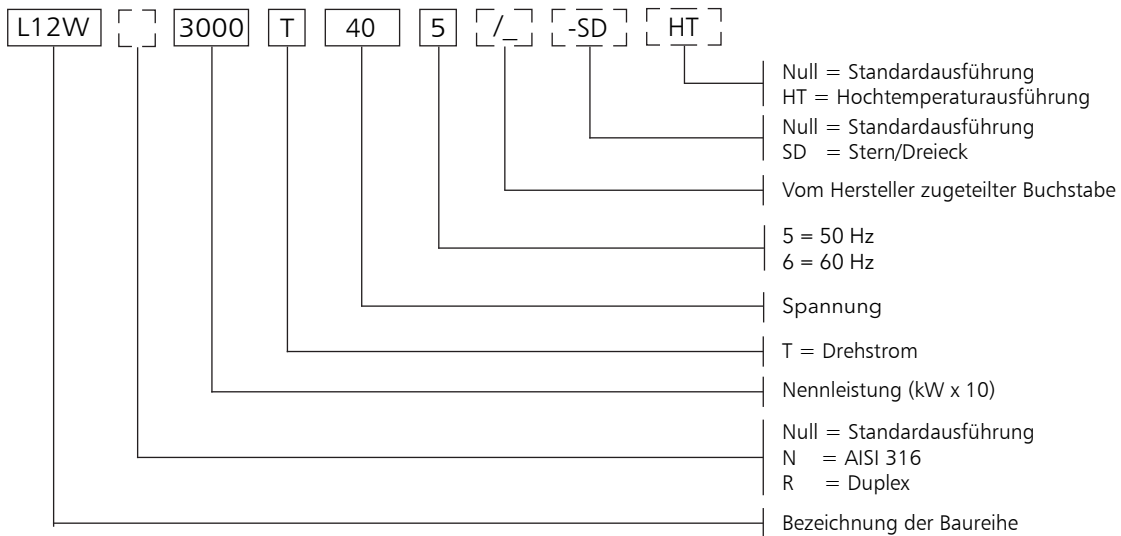 L12W 3000 T 40 5 /_ -SD HT
Null = Standardausführung
HT = Hochtemperaturausführung
Null = Standardausführung
SD = Stern/Dreieck
Vom Hersteller zugeteilter Buchstabe
5 = 50 Hz
6 = 60 Hz
Spannung
T = Drehstrom
Nennleistung (kW x 10)
Null = Standardausführung
N = AISI 316
R = Duplex
Bezeichnung der Baureihe